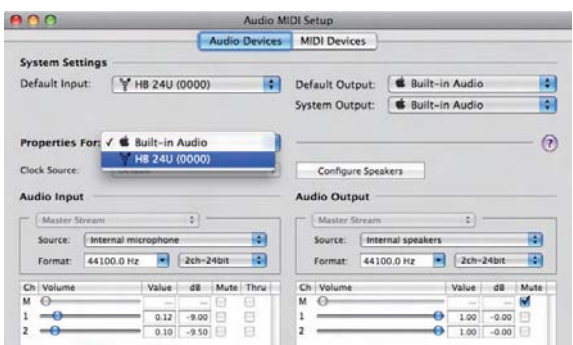 Audio MIDI Setup
Audio Devices MIDI Devices
System Settings
Default Input: HB 24U (0000)
Default Output: Built-in Audio
System Output: Built-in Audio
Properties For: ✓ Built-in Audio
HB 24U (0000)
Clock Source: Default
Configure Speakers
?
Audio Input
Master Stream
Source: Internal microphone
Format: 44100.0 Hz 2ch-24bit
Ch Volume Value dB Mute Thru
M -- --
1 0.12 -9.00
2 0.10 -9.50
Audio Output
Master Stream
Source: Internal speakers
Format: 44100.0 Hz 2ch-24bit
Ch Volume Value dB Mute
M -- --
1 1.00 -0.00
2 1.00 -0.00